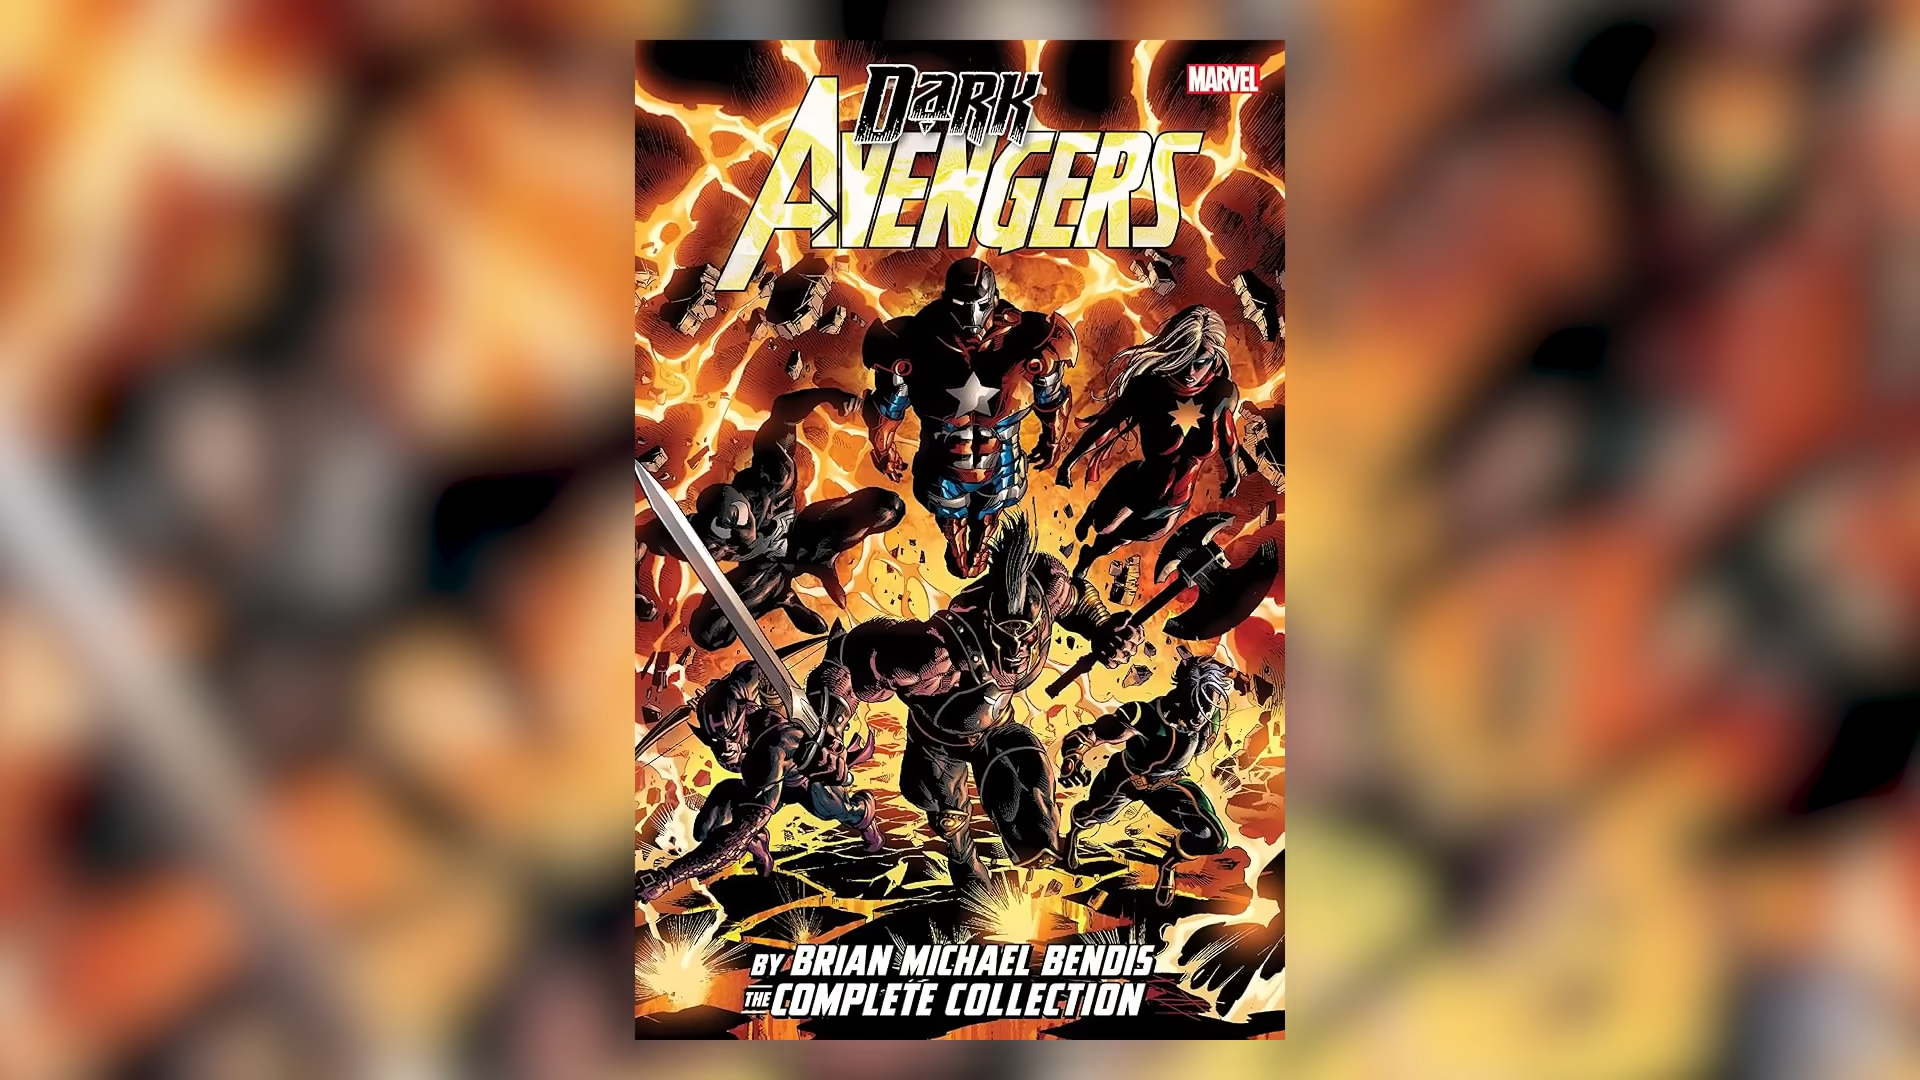 MARVEL
DARK
AVENGERS
BY BRIAN MICHAEL BENDIS
THE COMPLETE COLLECTION